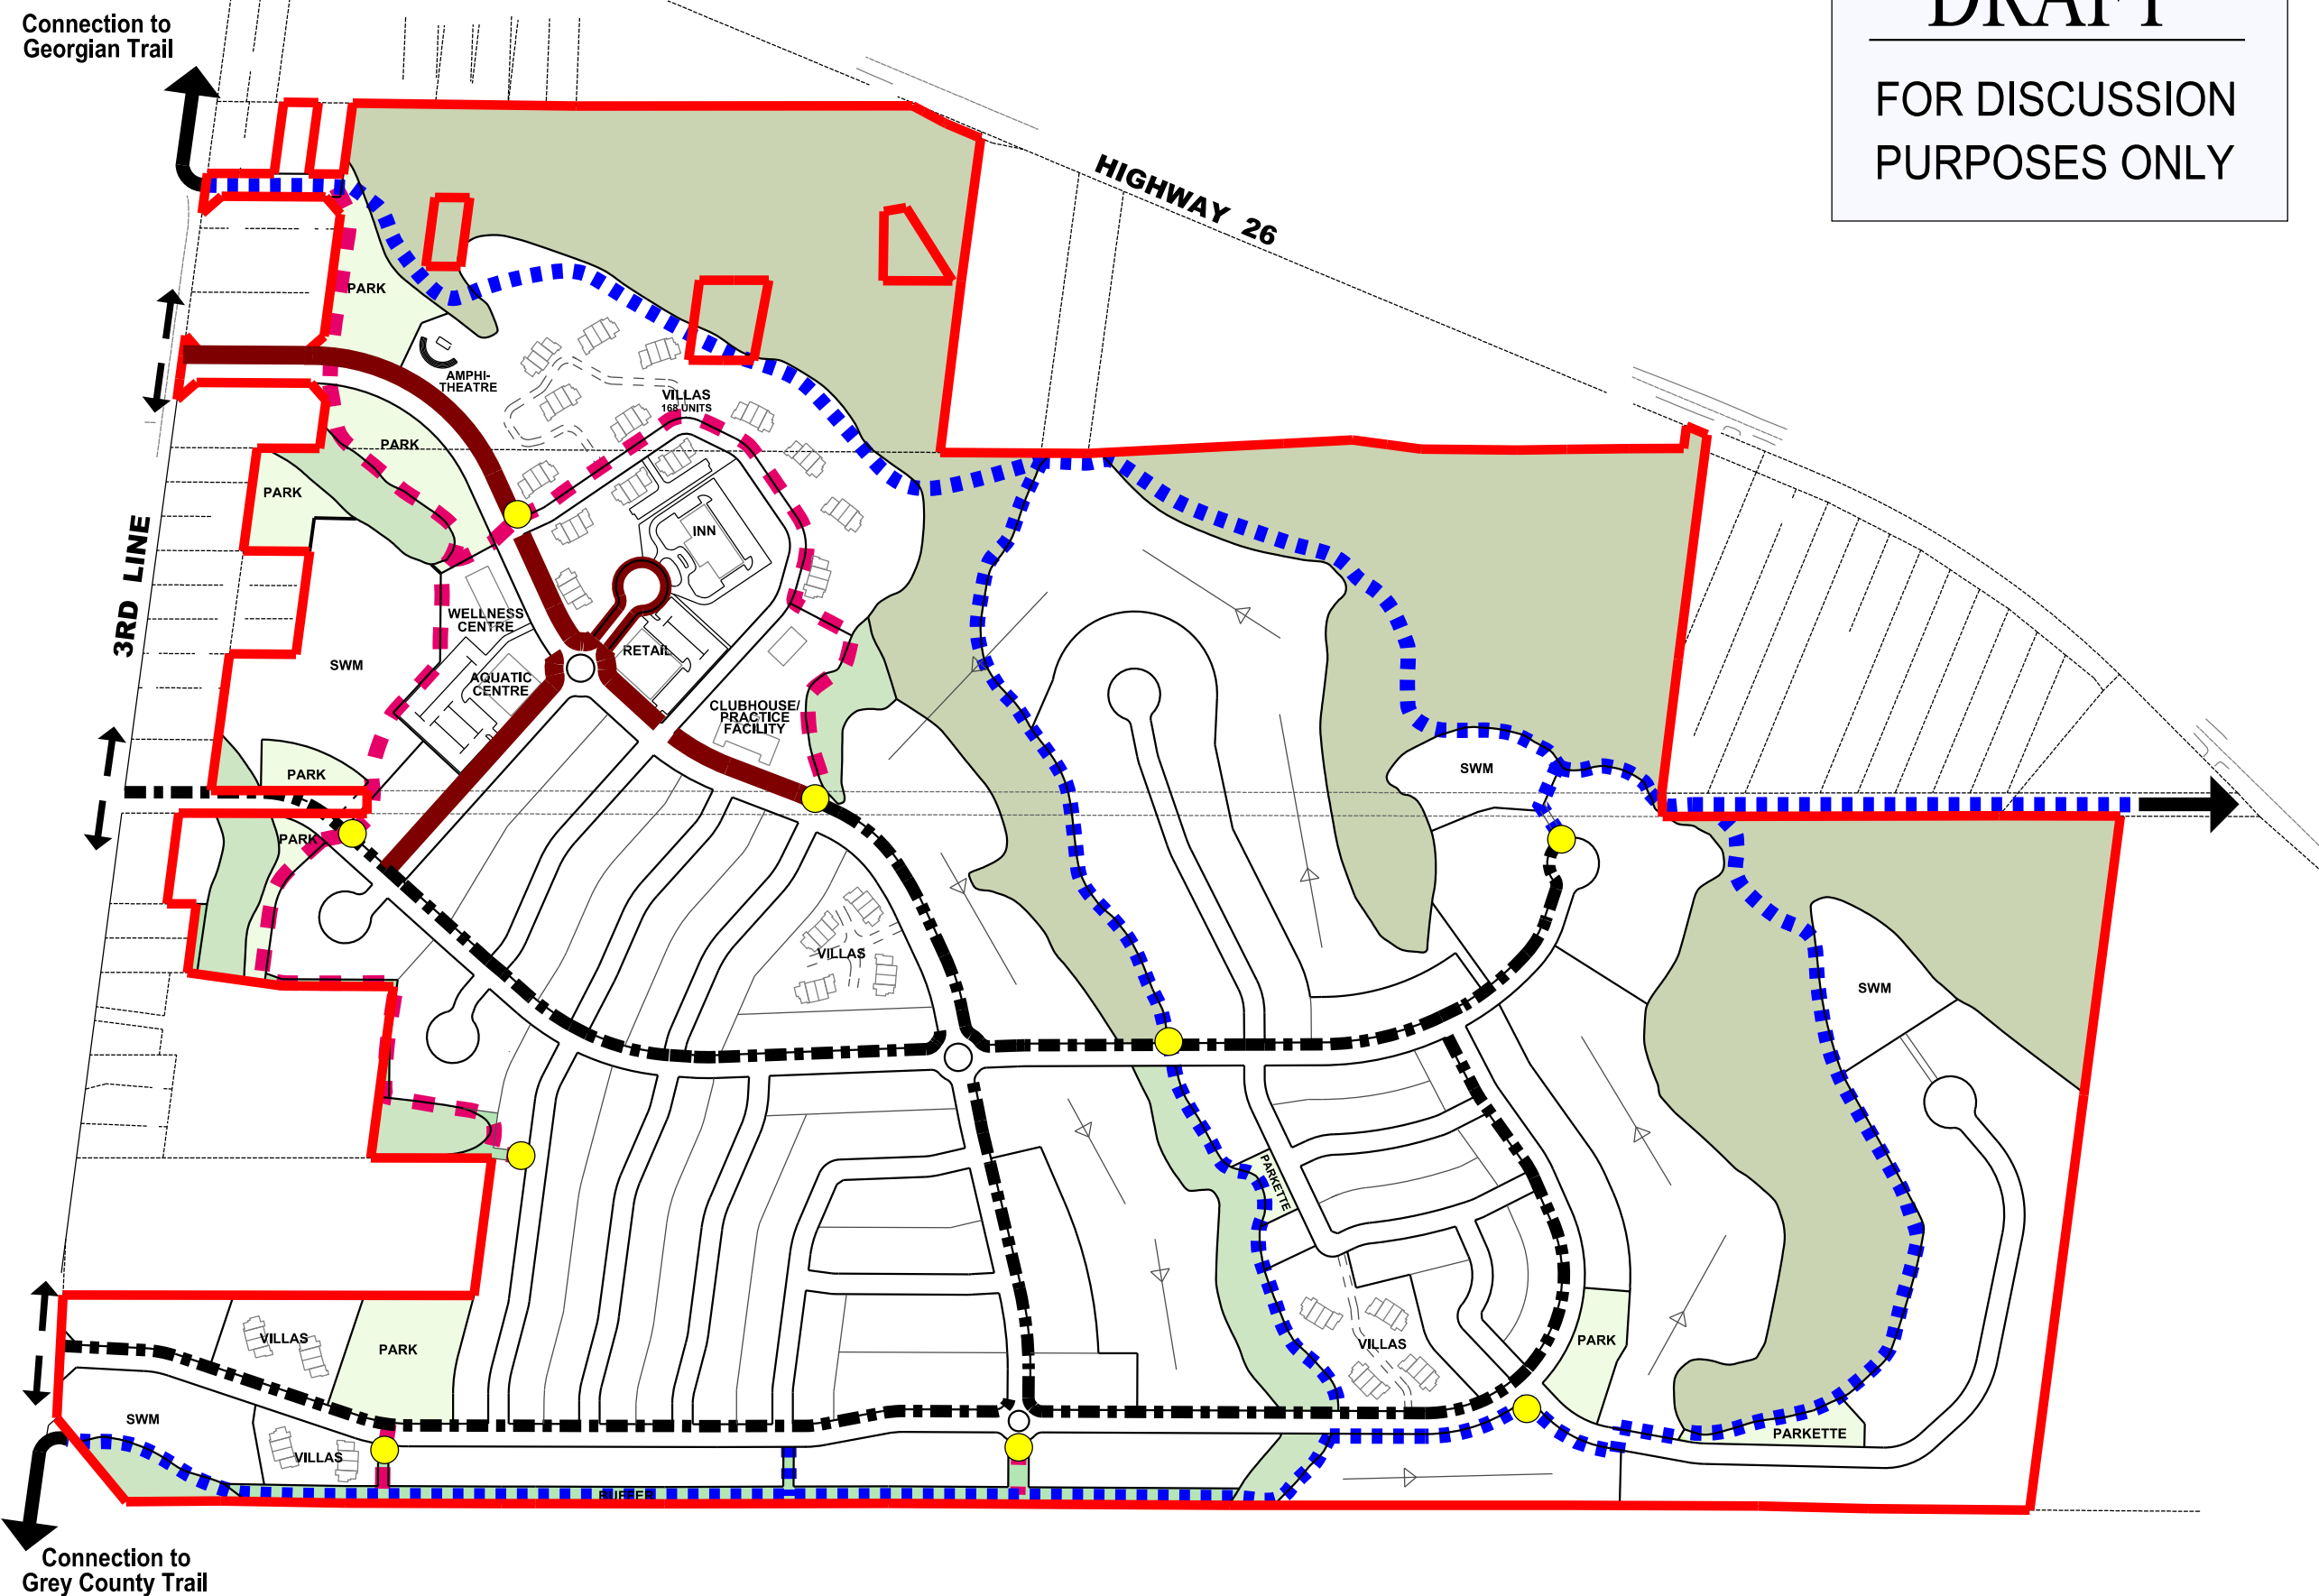 Connection to
Georgian Trail
DRAFT
FOR DISCUSSION
PURPOSES ONLY
HIGHWAY 26
PARK
AMPHI-
THEATRE
VILLAS
168 UNITS
PARK
PARK
INN
3RD LINE
WELLNESS
CENTRE
RETAIL
SWM
AQUATIC
CENTRE
CLUBHOUSE/
PRACTICE
FACILITY
PARK
SWM
PARK
VILLAS
SWM
PARKETTE
VILLAS
PARK
VILLAS
PARK
SWM
VILLAS
PARKETTE
BUFFER
Connection to
Grey County Trail